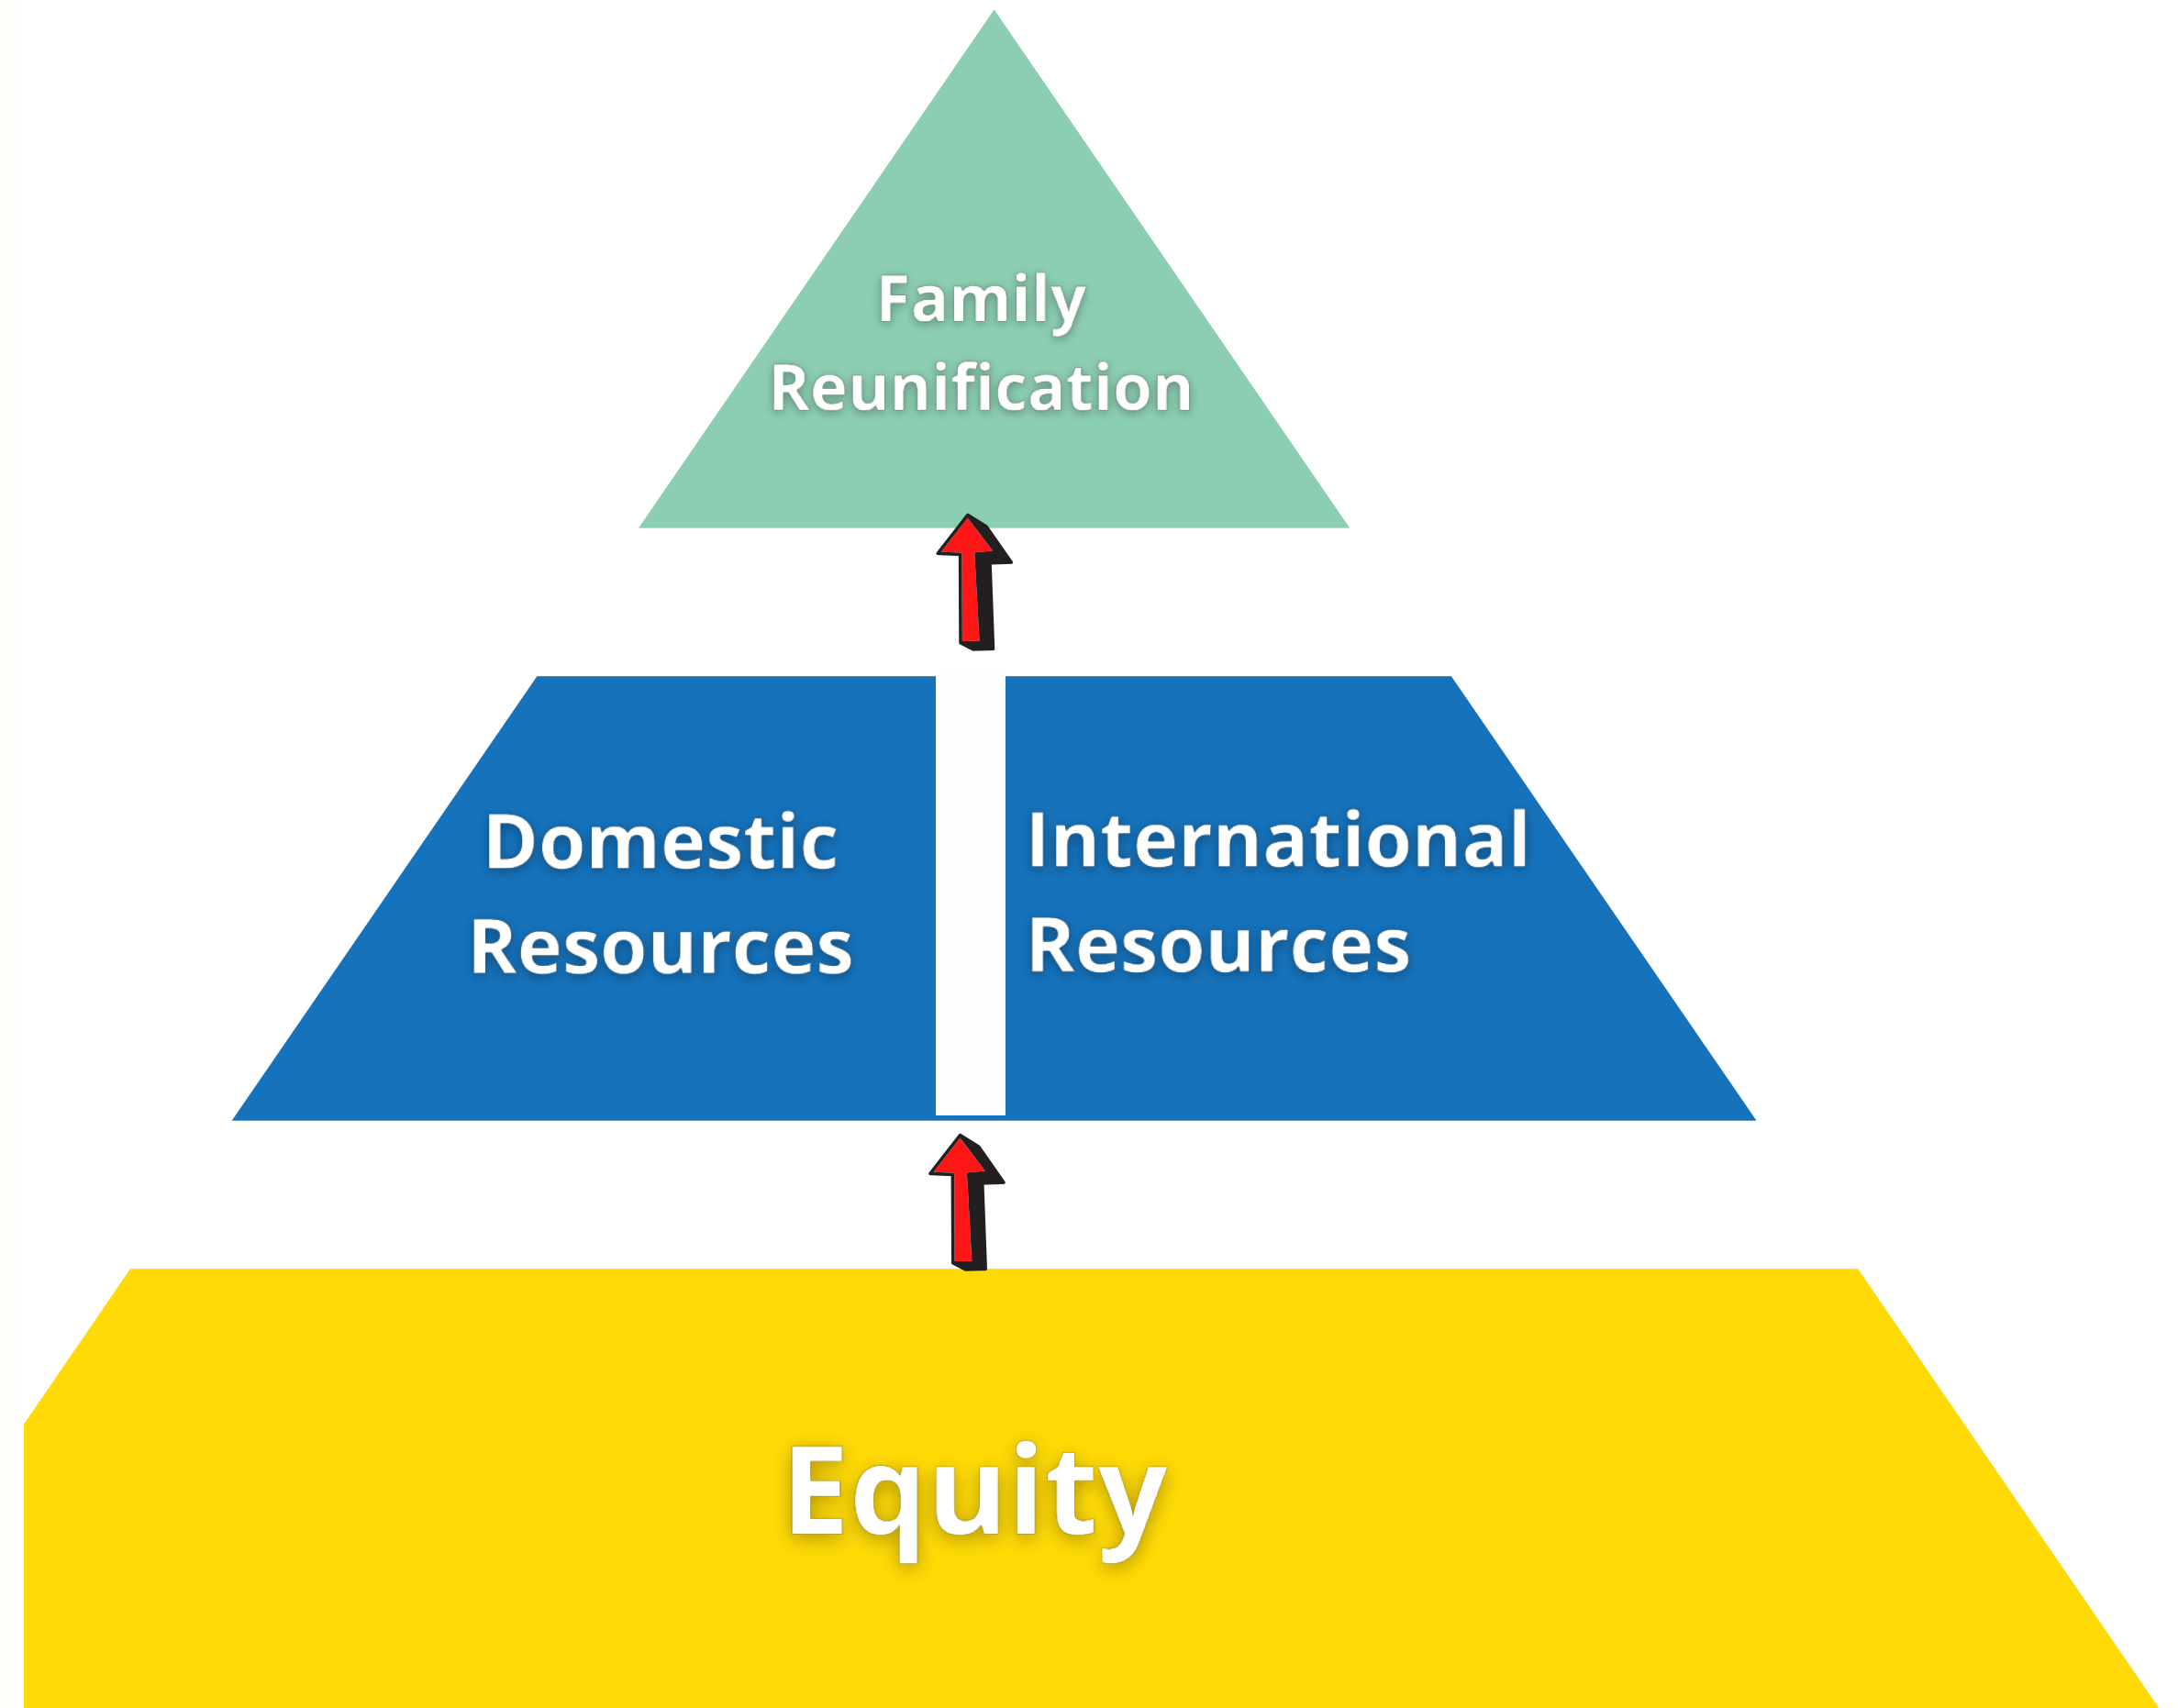 Family
Reunification
Domestic
Resources
International
Resources
Equity